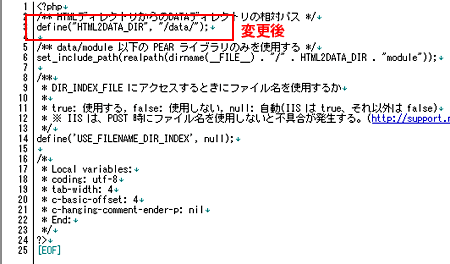 1 <?php
2 /** HTMLディレクトリからのDATAディレクトリの相対パス */
3 define("HTML2DATA_DIR", "/data/");
変更後
4
5 /** data/module 以下の PEAR ライブラリのみを使用する */
6 set_include_path(realpath(dirname(__FILE__) . "/" . HTML2DATA_DIR . "module"));
7
8 /**
9 * DIR_INDEX_FILE にアクセスするときにファイル名を使用するか
10 *
11 * true: 使用する, false: 使用しない, null: 自動(IIS は true、それ以外は false)
12 * ※ IIS は、POST 時にファイル名を使用しないと不具合が発生する。(http://support.
13 */
14 define('USE_FILENAME_DIR_INDEX', null);
15
16 /*
17 * Local variables:
18 * coding: utf-8
19 * tab-width: 4
20 * c-basic-offset: 4
21 * c-hanging-comment-ender-p: nil
22 * End:
23 */
24 ?>
25 [EOF]